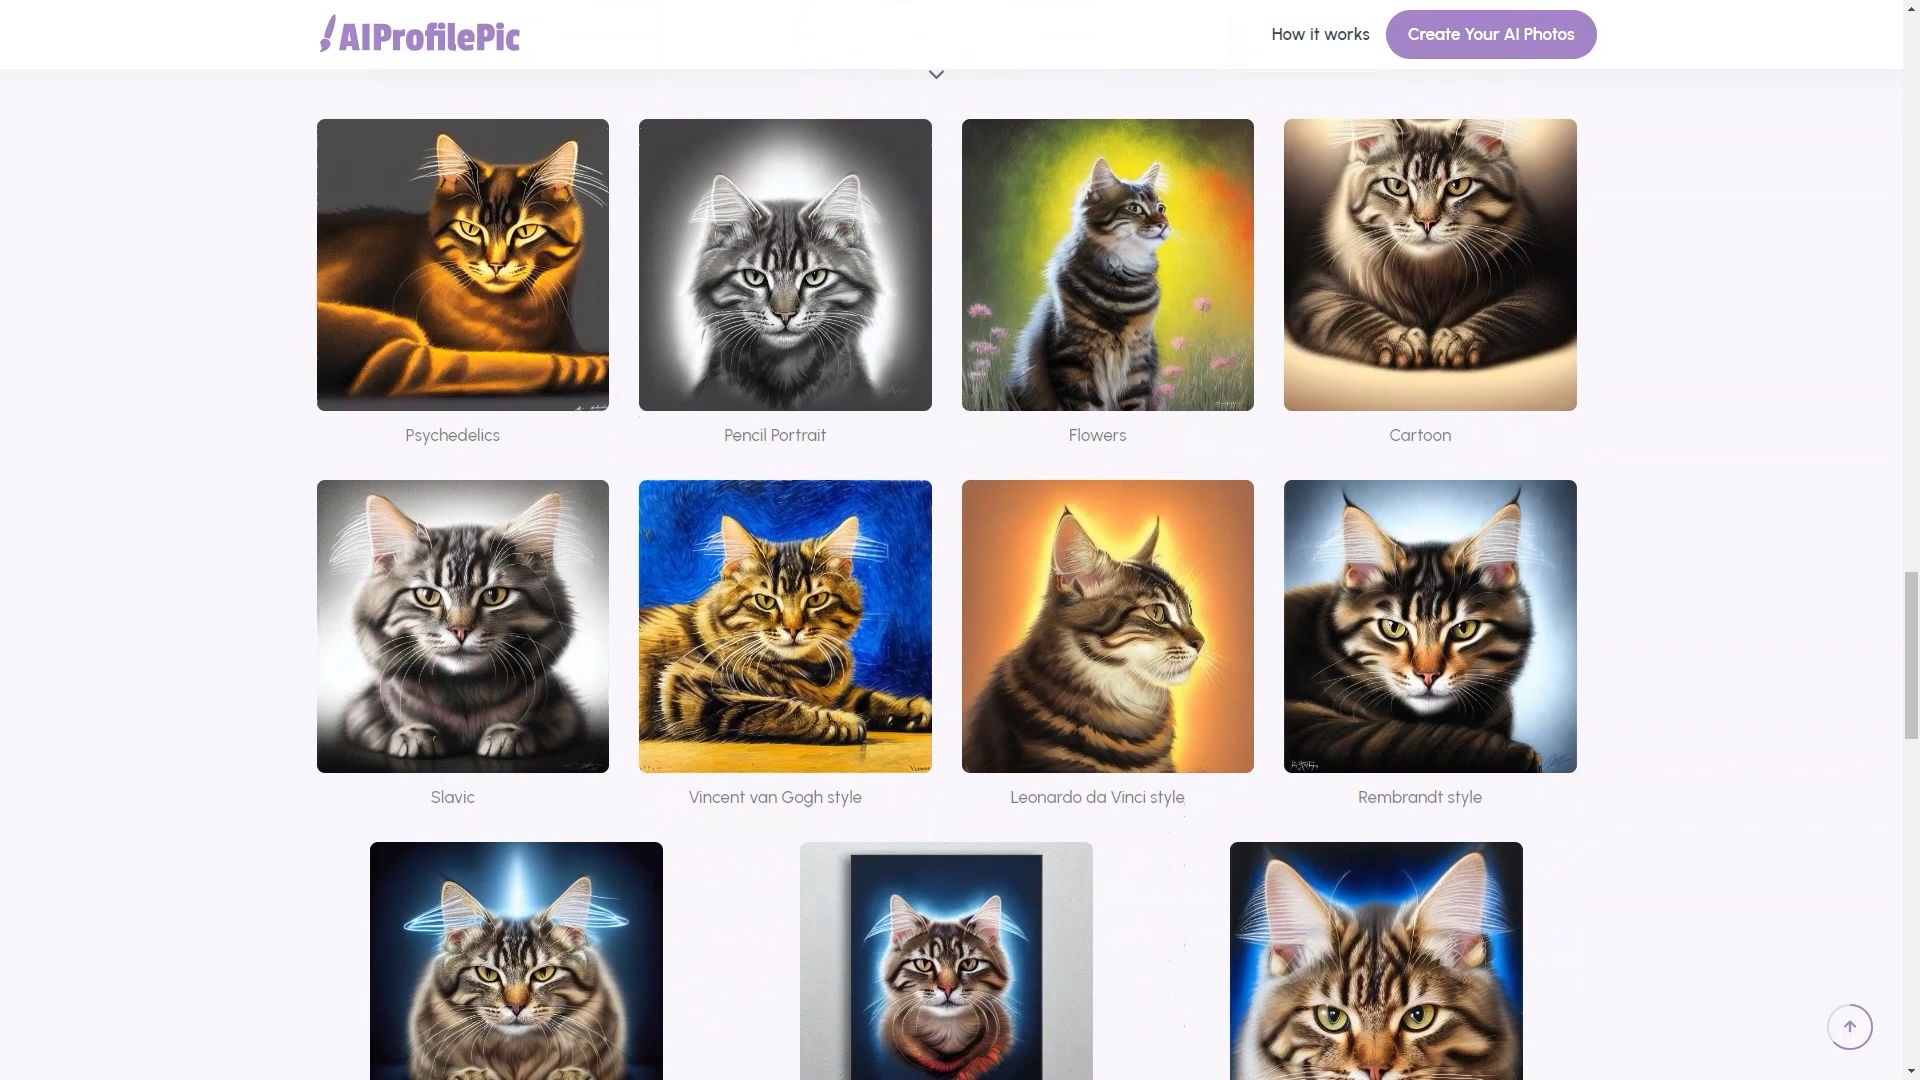 AIProfilePic
How it works
Create Your AI Photos
Psychedelics
Pencil Portrait
Flowers
Cartoon
Slavic
Vincent van Gogh style
Leonardo da Vinci style
Rembrandt style